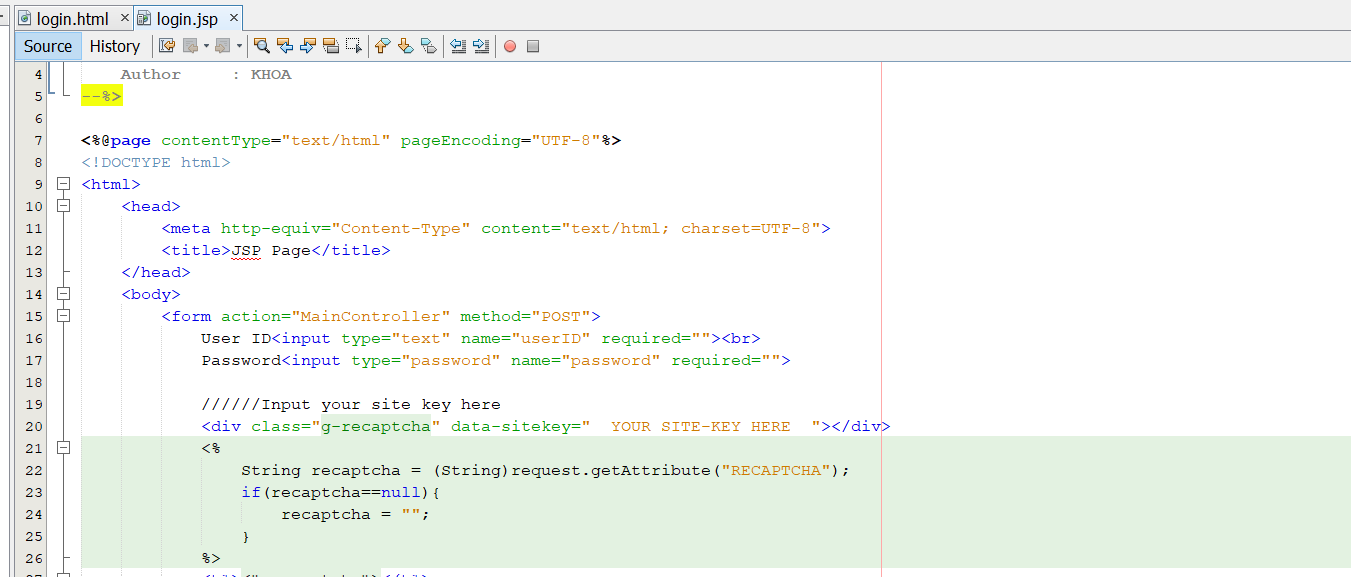 login.html × login.jsp ×
Source History
4 Author : KHOA
5 --%>
6
7 <%@page contentType="text/html" pageEncoding="UTF-8"%>
8 <!DOCTYPE html>
9 <html>
10 <head>
11 <meta http-equiv="Content-Type" content="text/html; charset=UTF-8">
12 <title>JSP Page</title>
13 </head>
14 <body>
15 <form action="MainController" method="POST">
16 User ID<input type="text" name="userID" required=""><br>
17 Password<input type="password" name="password" required="">
18
19 //////Input your site key here
20 <div class="g-recaptcha" data-sitekey="  YOUR SITE-KEY HERE  "></div>
21 <%
22 String recaptcha = (String)request.getAttribute("RECAPTCHA");
23 if(recaptcha==null){
24 recaptcha = "";
25 }
26 %>